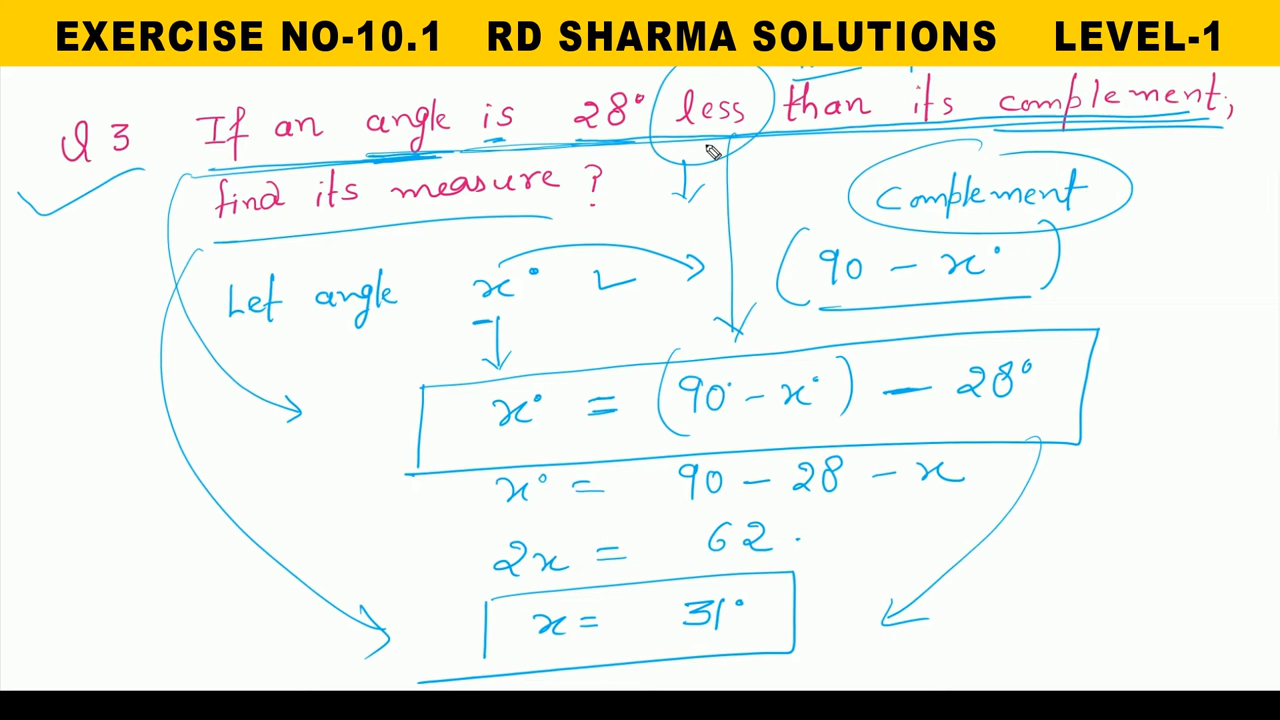 EXERCISE NO-10.1 RD SHARMA SOLUTIONS LEVEL-1
Q 3 If an angle is 28° less than its complement,
find its measure ?
Complement
Let angle x° (90 - x°)
x° = (90° - x°) - 28°
x° = 90 - 28 - x
2x = 62.
x = 31°